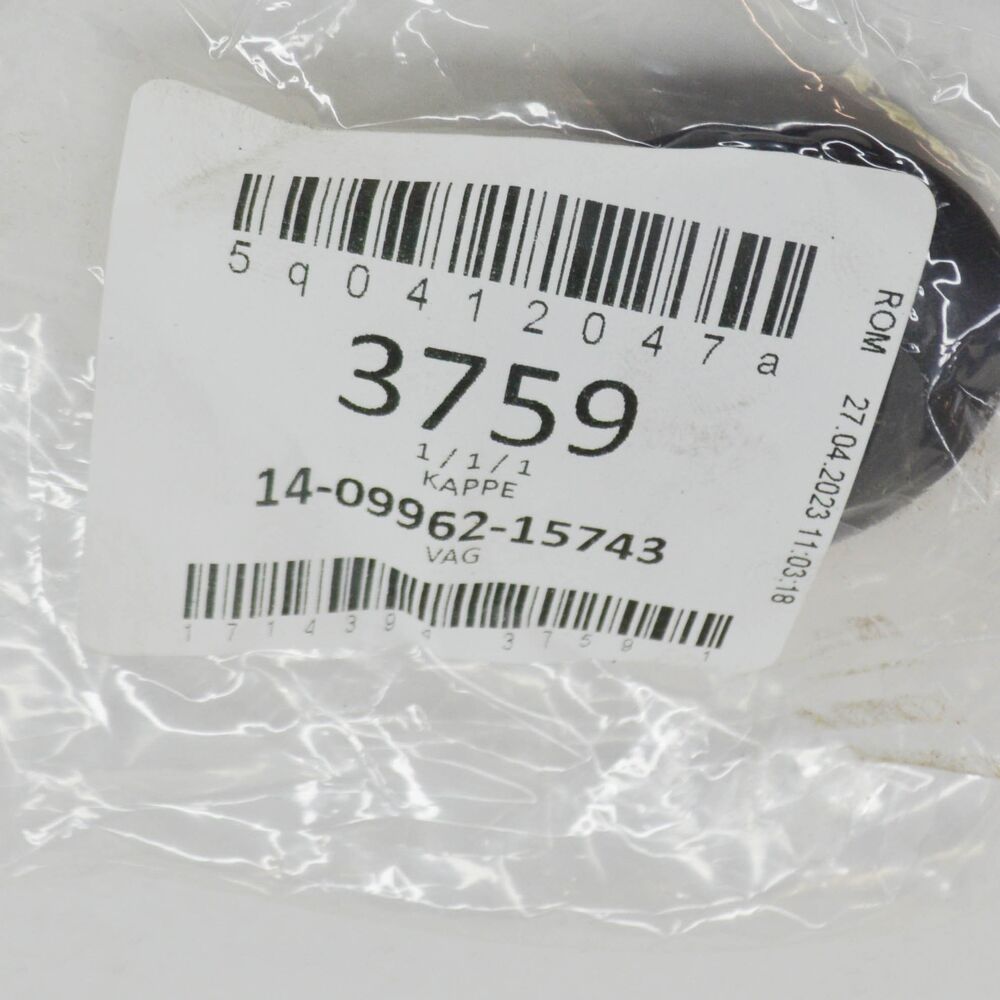 5q0412047a
3759
1/1/1
KAPPE
14-09962-15743
VAG
ROM 27.04.2023 11:03:18